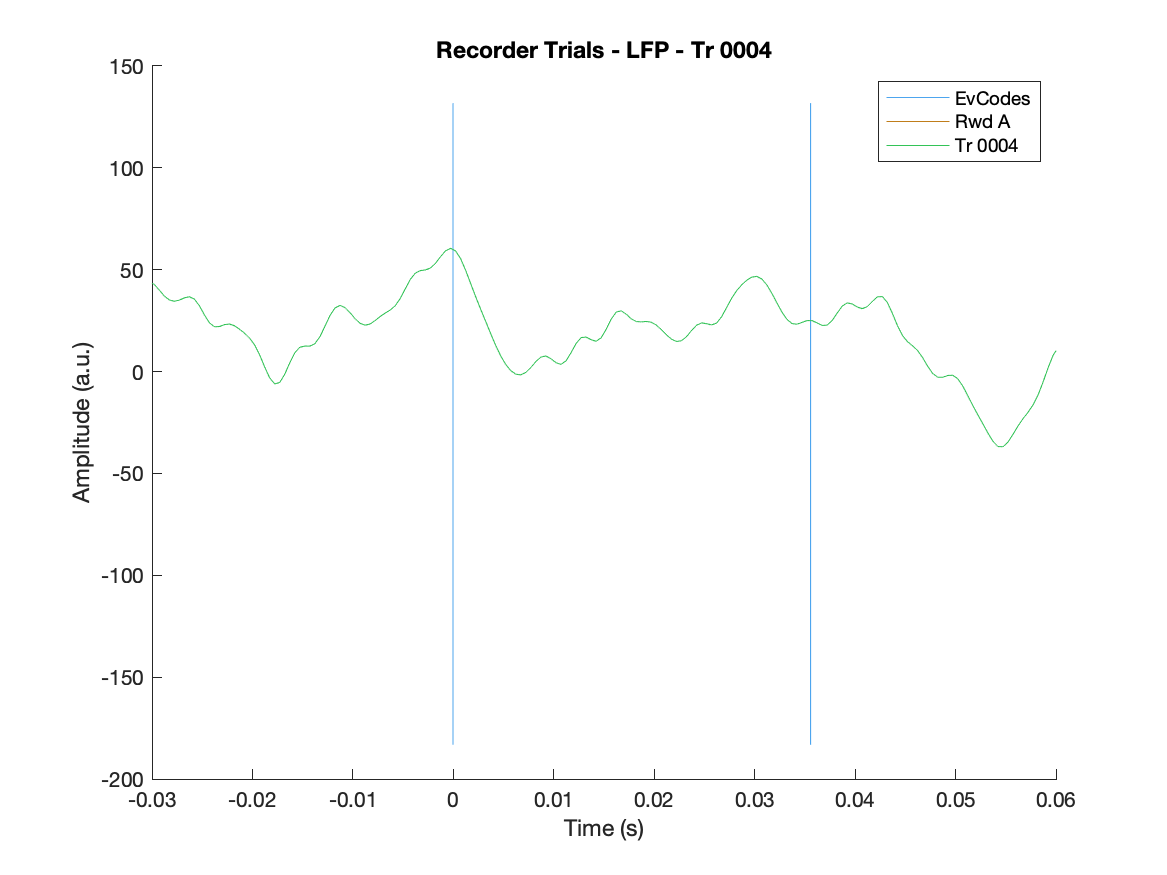 Recorder Trials - LFP - Tr 0004
150
100
50
0
-50
-100
-150
-200
Amplitude (a.u.)
EvCodes
Rwd A
Tr 0004
-0.03 -0.02 -0.01 0 0.01 0.02 0.03 0.04 0.05 0.06
Time (s)